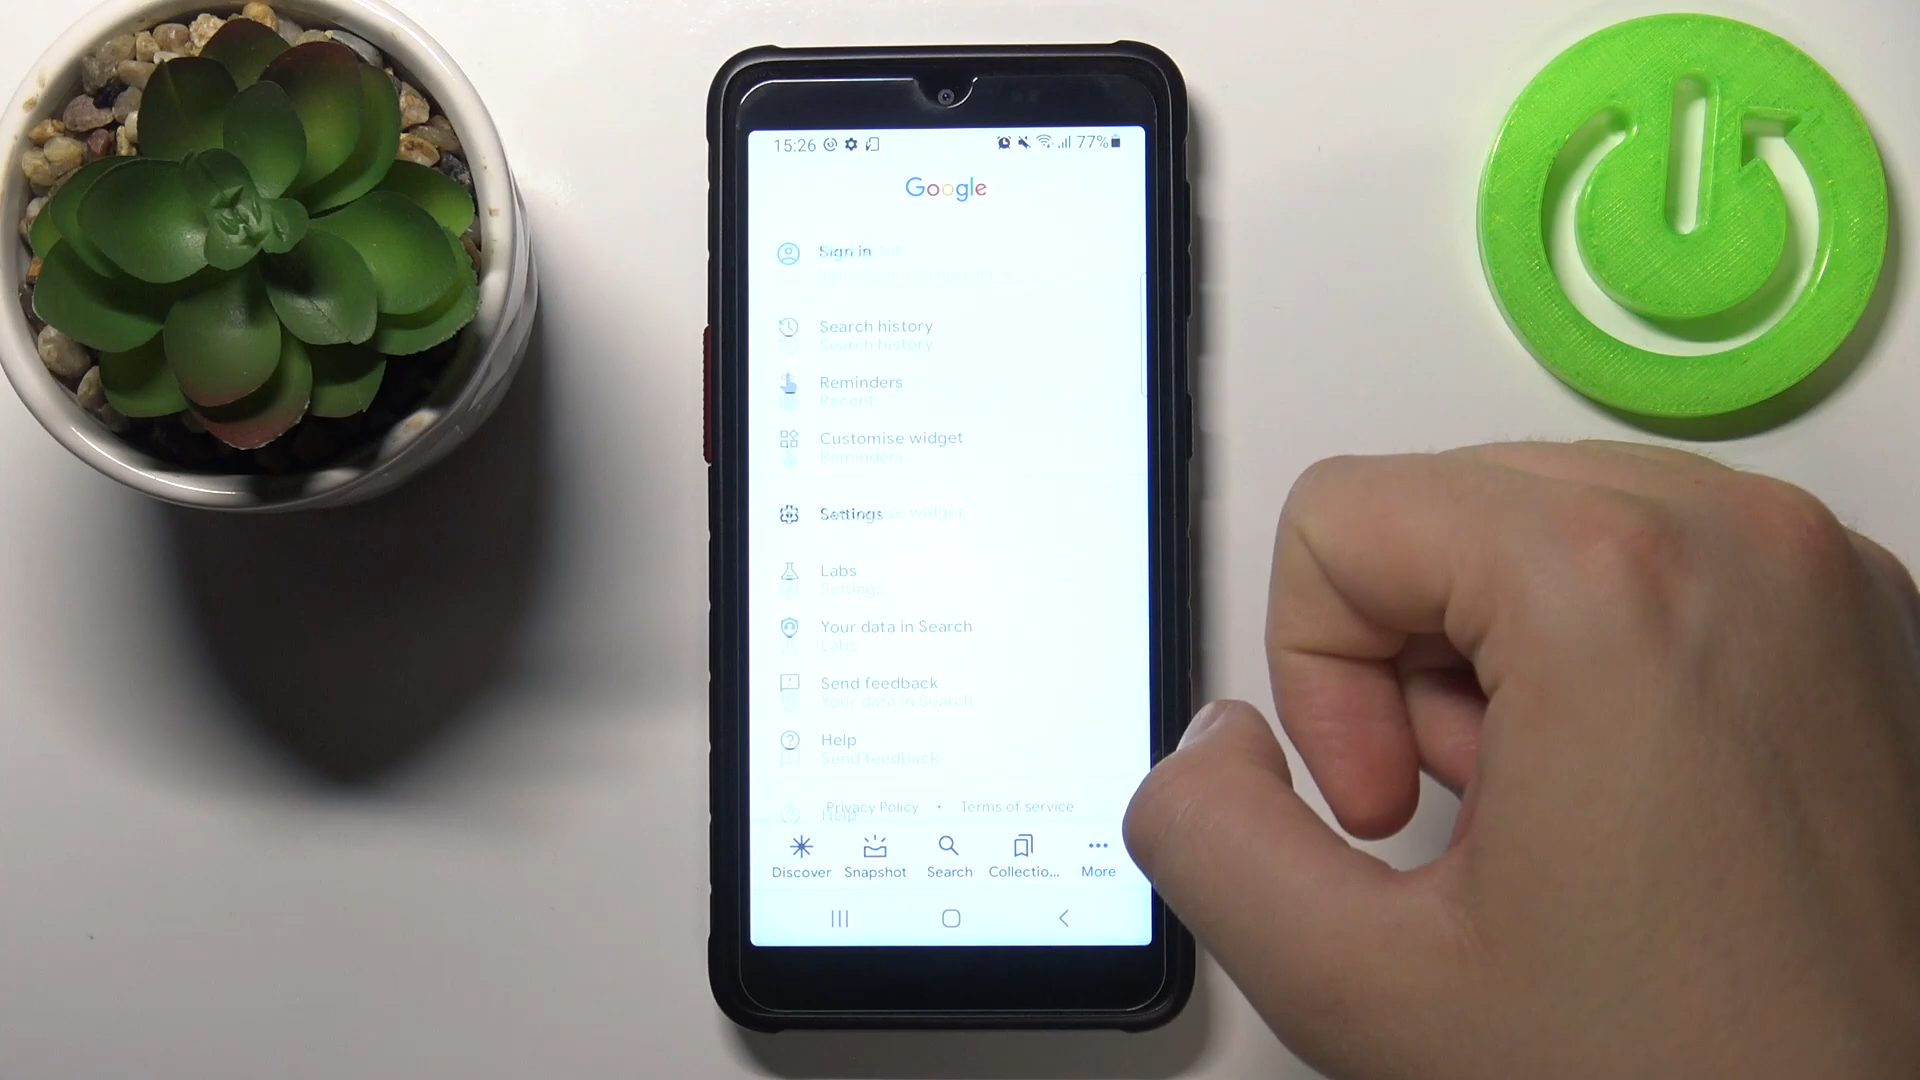 15:26 77%
Google
Sign in
Search history
Search history
Reminders
Recent
Customise widget
Reminders
Settings
Customise widget
Labs
Settings
Your data in Search
Labs
Send feedback
Your data in Search
Help
Send feedback
Privacy Policy • Terms of service
Help
Discover Snapshot Search Collectio... More